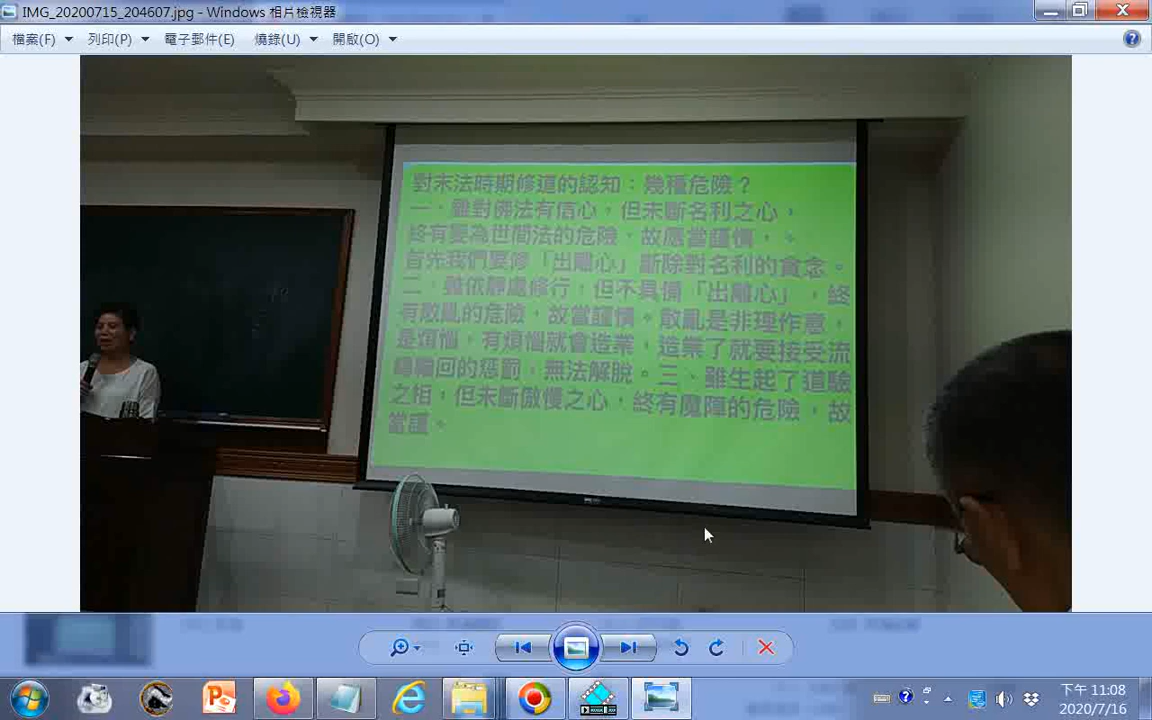 IMG_20200715_204607.jpg - Windows 相片檢視器
檔案(F) 列印(P) 電子郵件(E) 燒錄(U) 開啟(O)
對末法時期修道的認知：幾種危險？
一．雖對佛法有信心，但未斷名利之心，
終有變為世間法的危險，故應當謹慎，。
首先我們要修「出離心」斷除對名利的貪念。
二．雖依靜處修行，但不具備「出離心」，終
有散亂的危險，故當謹慎。散亂是非理作意，
是煩惱，有煩惱就會造業，造業了就要接受流
轉輪回的懲罰，無法解脫。三、雖生起了道驗
之相，但未斷傲慢之心，終有魔障的危險，故
當謹。
下午 11:08
2020/7/16